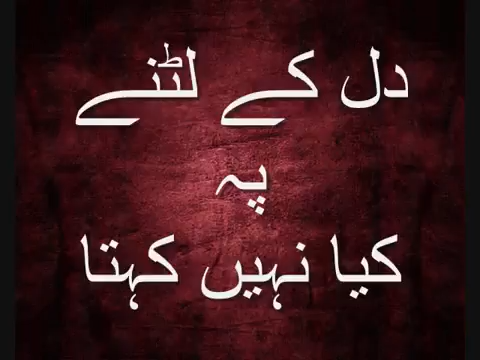 دل کے لٹنے
پہ
کیا نہیں کہتا